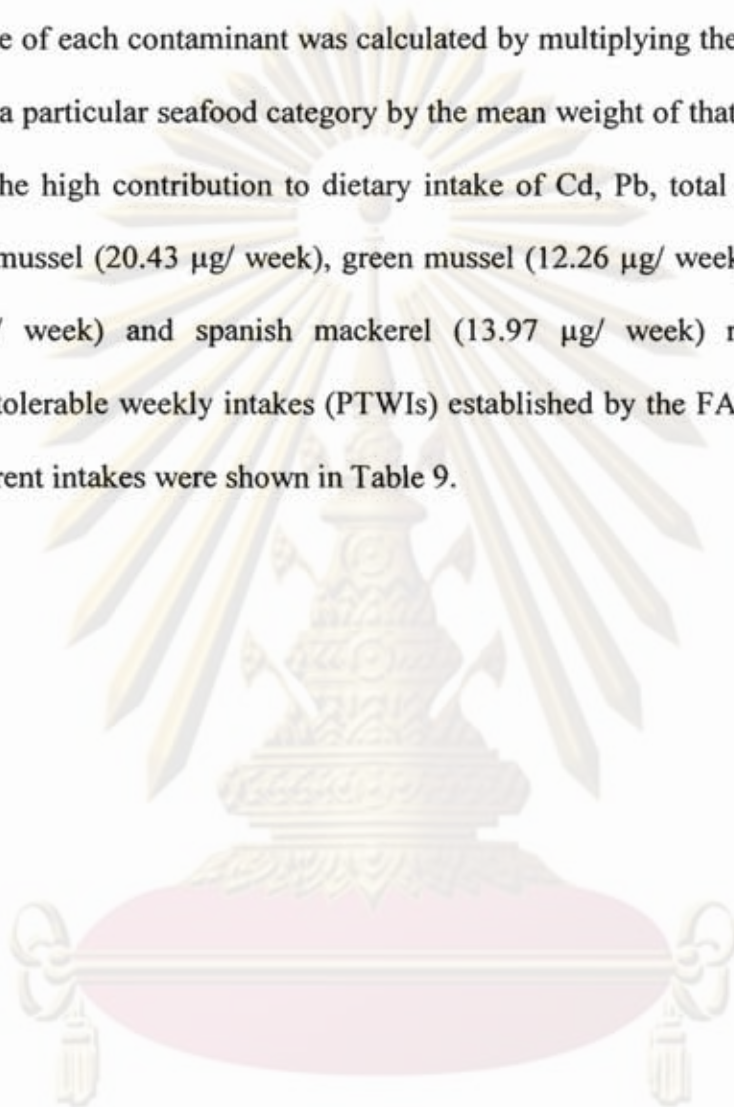 e of each contaminant was calculated by multiplying the
a particular seafood category by the mean weight of that
he high contribution to dietary intake of Cd, Pb, total
mussel (20.43 µg/ week), green mussel (12.26 µg/ week
/ week) and spanish mackerel (13.97 µg/ week) r
tolerable weekly intakes (PTWIs) established by the FA
rent intakes were shown in Table 9.